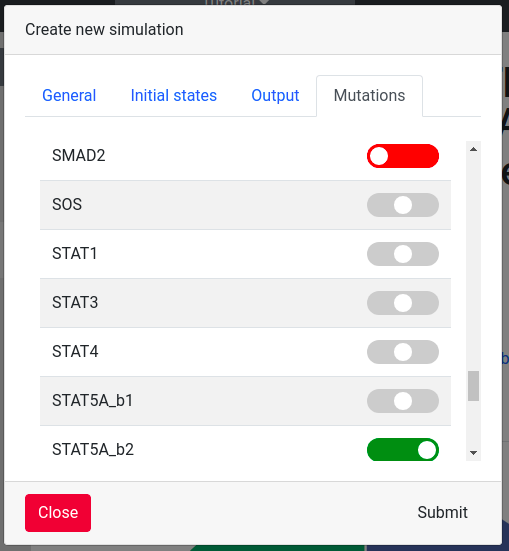 Tutorial
Create new simulation
General
Initial states
Output
Mutations
SMAD2
SOS
STAT1
STAT3
STAT4
STAT5A_b1
STAT5A_b2
Close
Submit